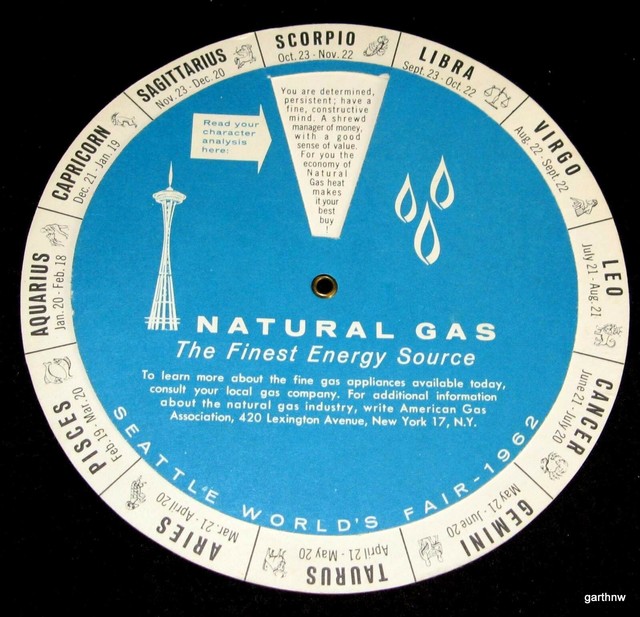 SCORPIO
Oct. 23 - Nov. 22
LIBRA
Sept. 23 - Oct. 22
VIRGO
Aug. 22 - Sept. 22
LEO
July 21 - Aug. 21
CANCER
June 21 - July 20
GEMINI
May 21 - June 20
TAURUS
April 21 - May 20
ARIES
Mar. 21 - April 20
PISCES
Feb. 19 - Mar. 20
AQUARIUS
Jan. 20 - Feb. 18
CAPRICORN
Dec. 21 - Jan. 19
SAGITTARIUS
Nov. 23 - Dec. 20
Read your
character
analysis
here:
You are determined,
persistent; have a
fine, constructive
mind. A shrewd
manager of money,
with a good
sense of value.
For you the
economy of
Natural
Gas heat
makes
it your
best
buy
!
NATURAL GAS
The Finest Energy Source
To learn more about the fine gas appliances available today,
consult your local gas company. For additional information
about the natural gas industry, write American Gas
Association, 420 Lexington Avenue, New York 17, N.Y.
SEATTLE WORLD'S FAIR - 1962
garthnw